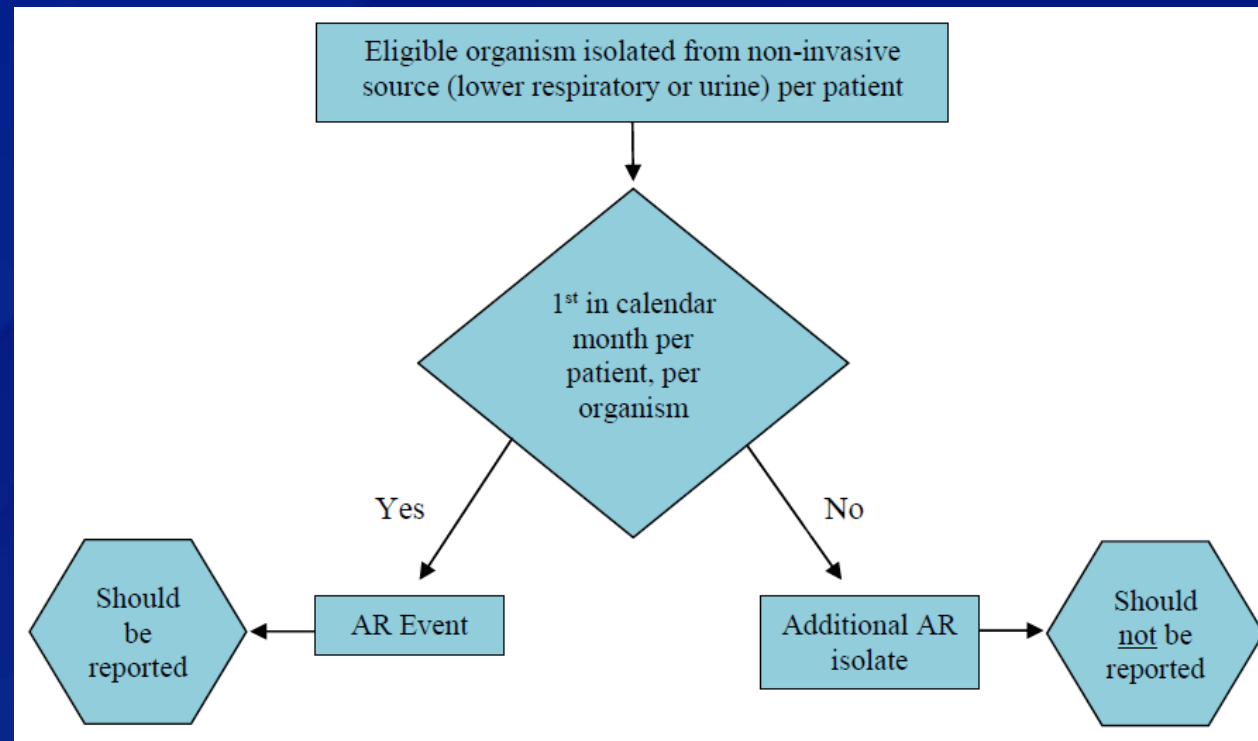 Eligible organism isolated from non-invasive
source (lower respiratory or urine) per patient
1st in calendar
month per
patient, per
organism
Yes
No
Should
be
reported
AR Event
Additional AR
isolate
Should
not be
reported